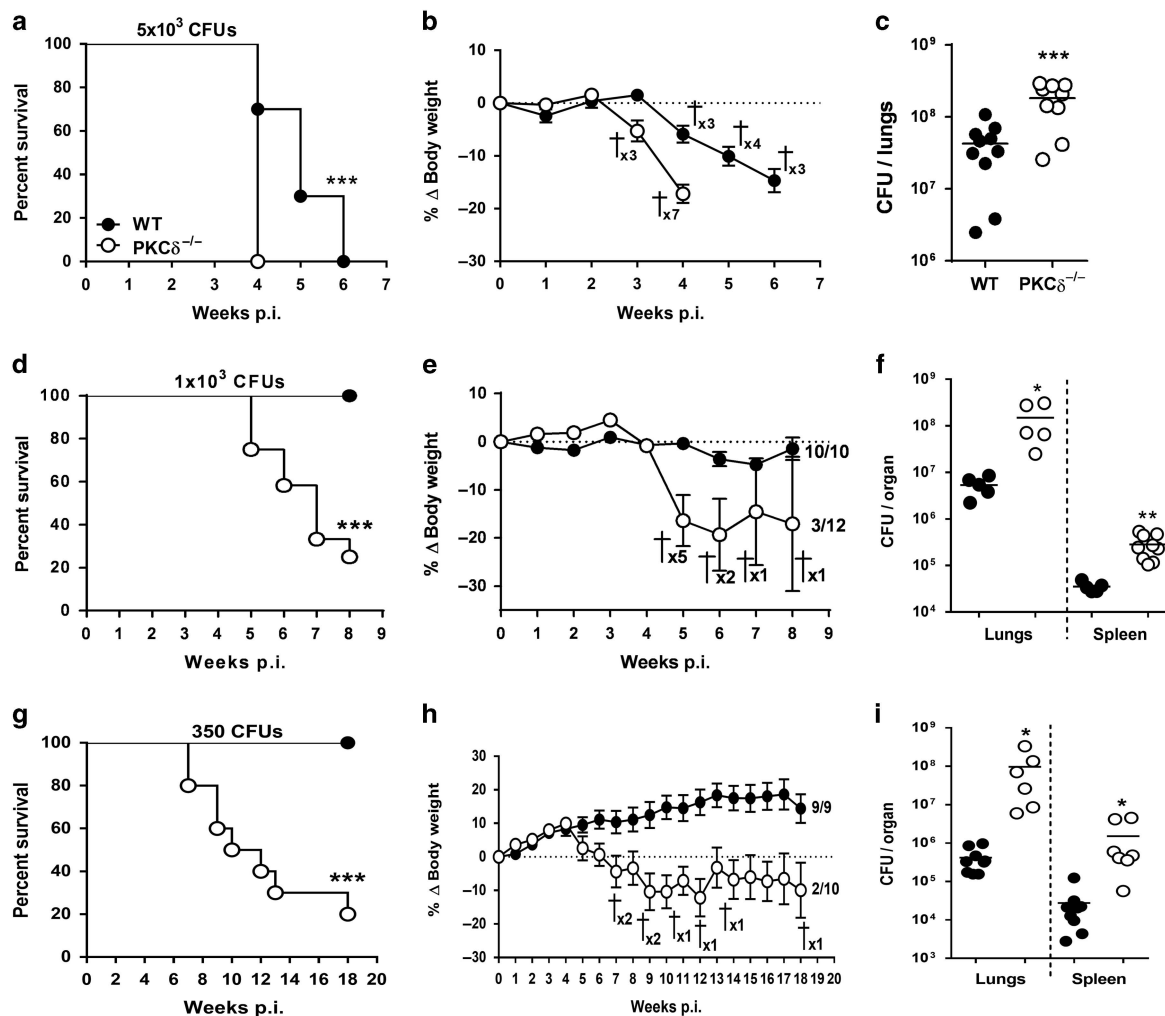 a
5x10³ CFUs
Percent survival
100
80
60
40
20
0
***
WT
PKCδ⁻/⁻
0 1 2 3 4 5 6 7
Weeks p.i.
b
% Δ Body weight
10
0
–10
–20
–30
†x3
†x7
†x3
†x4
†x3
0 1 2 3 4 5 6 7
Weeks p.i.
c
CFU / lungs
10⁹
10⁸
10⁷
10⁶
***
WT PKCδ⁻/⁻
d
1x10³ CFUs
Percent survival
100
80
60
40
20
0
***
0 1 2 3 4 5 6 7 8 9
Weeks p.i.
e
% Δ Body weight
10
0
–10
–20
–30
10/10
3/12
†x5
†x2
†x1
†x1
0 1 2 3 4 5 6 7 8 9
Weeks p.i.
f
CFU / organ
10⁹
10⁸
10⁷
10⁶
10⁵
10⁴
*
**
Lungs Spleen
g
350 CFUs
Percent survival
100
80
60
40
20
0
***
0 2 4 6 8 10 12 14 16 18 20
Weeks p.i.
h
% Δ Body weight
30
20
10
0
–10
–20
–30
9/9
2/10
†x2
†x2
†x1
†x1
†x1
†x1
0 1 2 3 4 5 6 7 8 9 10 11 12 13 14 15 16 17 18 19 20
Weeks p.i.
i
CFU / organ
10⁹
10⁸
10⁷
10⁶
10⁵
10⁴
10³
*
*
Lungs Spleen